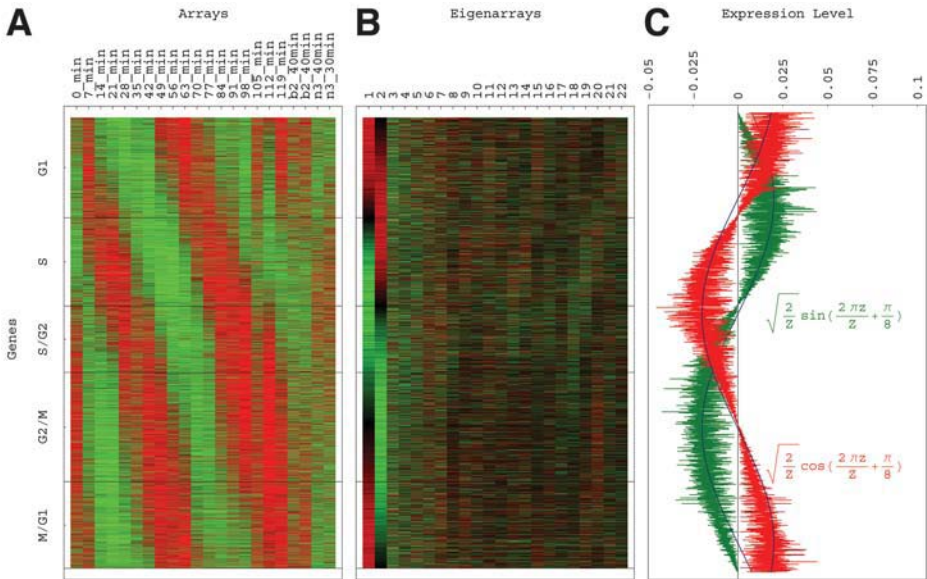 A
Arrays
0_min
7_min
14_min
21_min
28_min
35_min
42_min
49_min
56_min
63_min
70_min
77_min
84_min
91_min
98_min
105_min
112_min
119_min
b2_40min
b2_40min
n3_40min
n3_30min
Genes
G1
S
S/G2
G2/M
M/G1
B
Eigenarrays
1
2
3
4
5
6
7
8
9
10
11
12
13
14
15
16
17
18
19
20
21
22
C
Expression Level
-0.05
-0.025
0
0.025
0.05
0.075
0.1
√(2/Z) sin(2πz/Z + π/8)
√(2/Z) cos(2πz/Z + π/8)